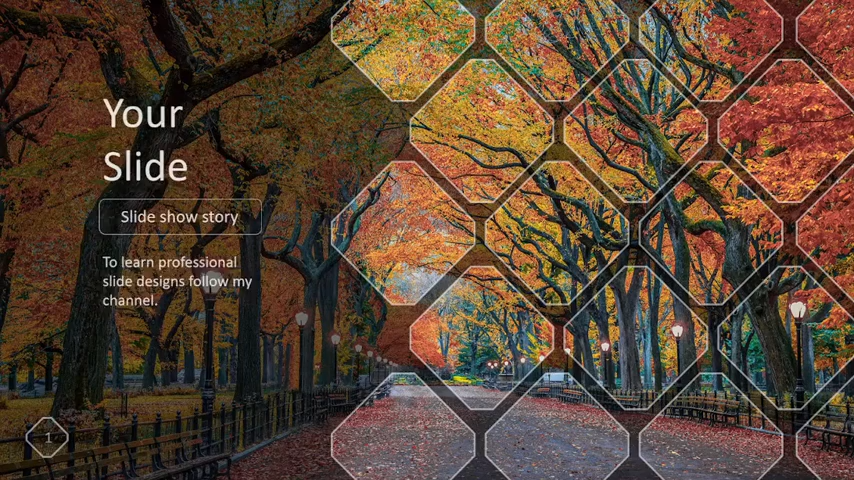 Your
Slide
Slide show story
To learn professional
slide designs follow my
channel.
1